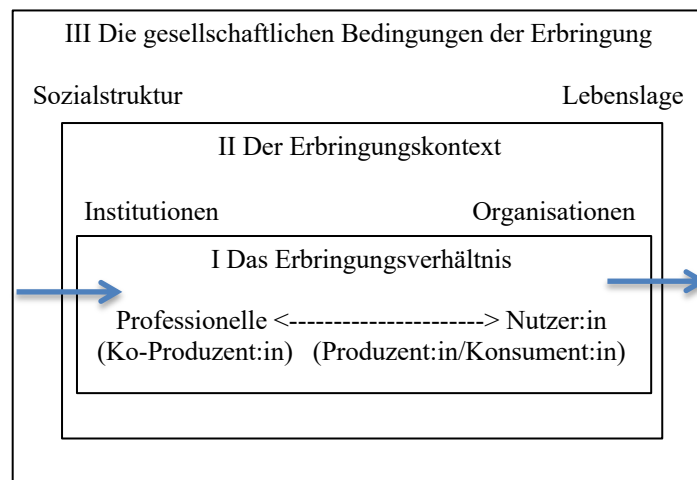 III Die gesellschaftlichen Bedingungen der Erbringung
Sozialstruktur Lebenslage
II Der Erbringungskontext
Institutionen Organisationen
I Das Erbringungsverhältnis
Professionelle <-----------------------> Nutzer:in
(Ko-Produzent:in) (Produzent:in/Konsument:in)